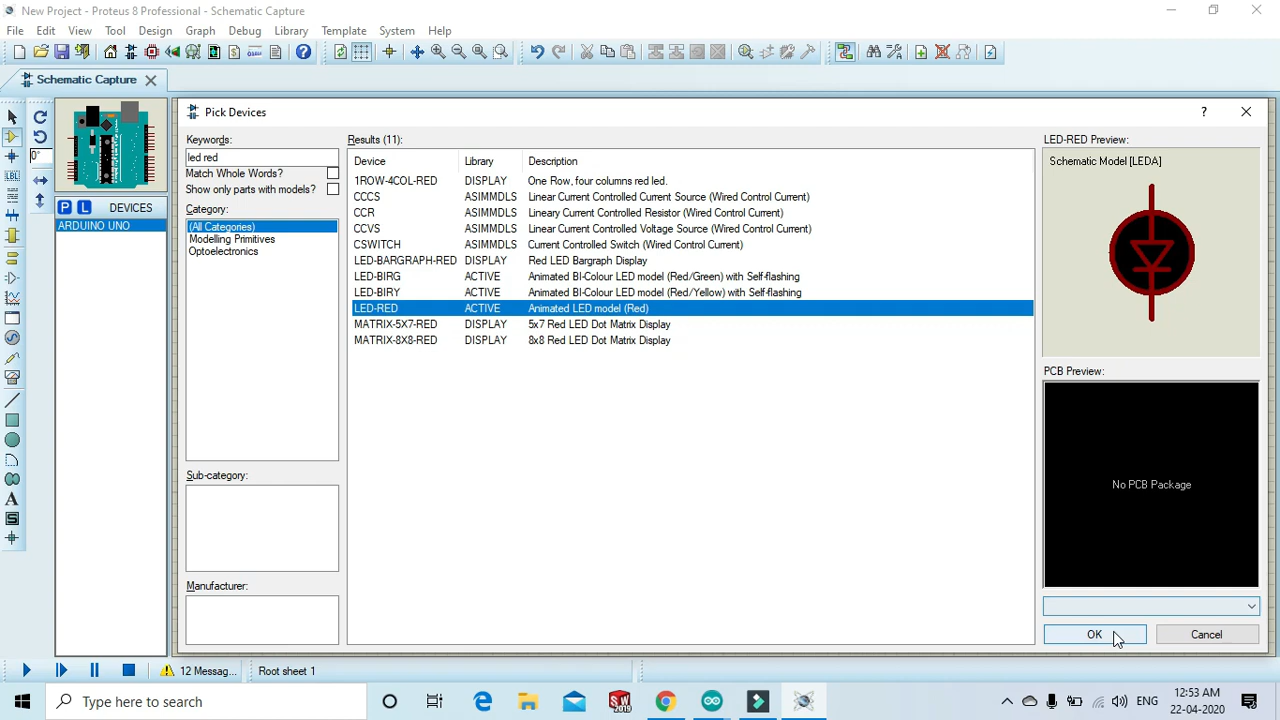 New Project - Proteus 8 Professional - Schematic Capture
File Edit View Tool Design Graph Debug Library Template System Help
Schematic Capture
Pick Devices
?
Keywords:
led red
Match Whole Words?
Show only parts with models?
Category:
(All Categories)
Modelling Primitives
Optoelectronics
Sub-category:
Manufacturer:
Results (11):
Device Library Description
1ROW-4COL-RED DISPLAY One Row, four columns red led.
CCCS ASIMMDLS Linear Current Controlled Current Source (Wired Control Current)
CCR ASIMMDLS Lineary Current Controlled Resistor (Wired Control Current)
CCVS ASIMMDLS Linear Current Controlled Voltage Source (Wired Control Current)
CSWITCH ASIMMDLS Current Controlled Switch (Wired Control Current)
LED-BARGRAPH-RED DISPLAY Red LED Bargraph Display
LED-BIRG ACTIVE Animated BI-Colour LED model (Red/Green) with Self-flashing
LED-BIRY ACTIVE Animated BI-Colour LED model (Red/Yellow) with Self-flashing
LED-RED ACTIVE Animated LED model (Red)
MATRIX-5X7-RED DISPLAY 5x7 Red LED Dot Matrix Display
MATRIX-8X8-RED DISPLAY 8x8 Red LED Dot Matrix Display
LED-RED Preview:
Schematic Model [LEDA]
PCB Preview:
No PCB Package
OK Cancel
0°
LBL
A
P L DEVICES
ARDUINO UNO
12 Messag...
Root sheet 1
Type here to search
SW
2015
ENG
12:53 AM
22-04-2020